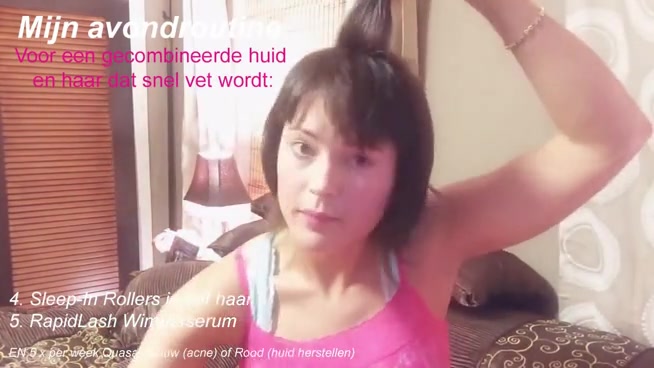 Mijn avondroutine
Voor een gecombineerde huid
en haar dat snel vet wordt:
4. Sleep-In Rollers in het haar
5. RapidLash Wimperserum
EN 5 x per week Quasar Blauw (acne) of Rood (huid herstellen)